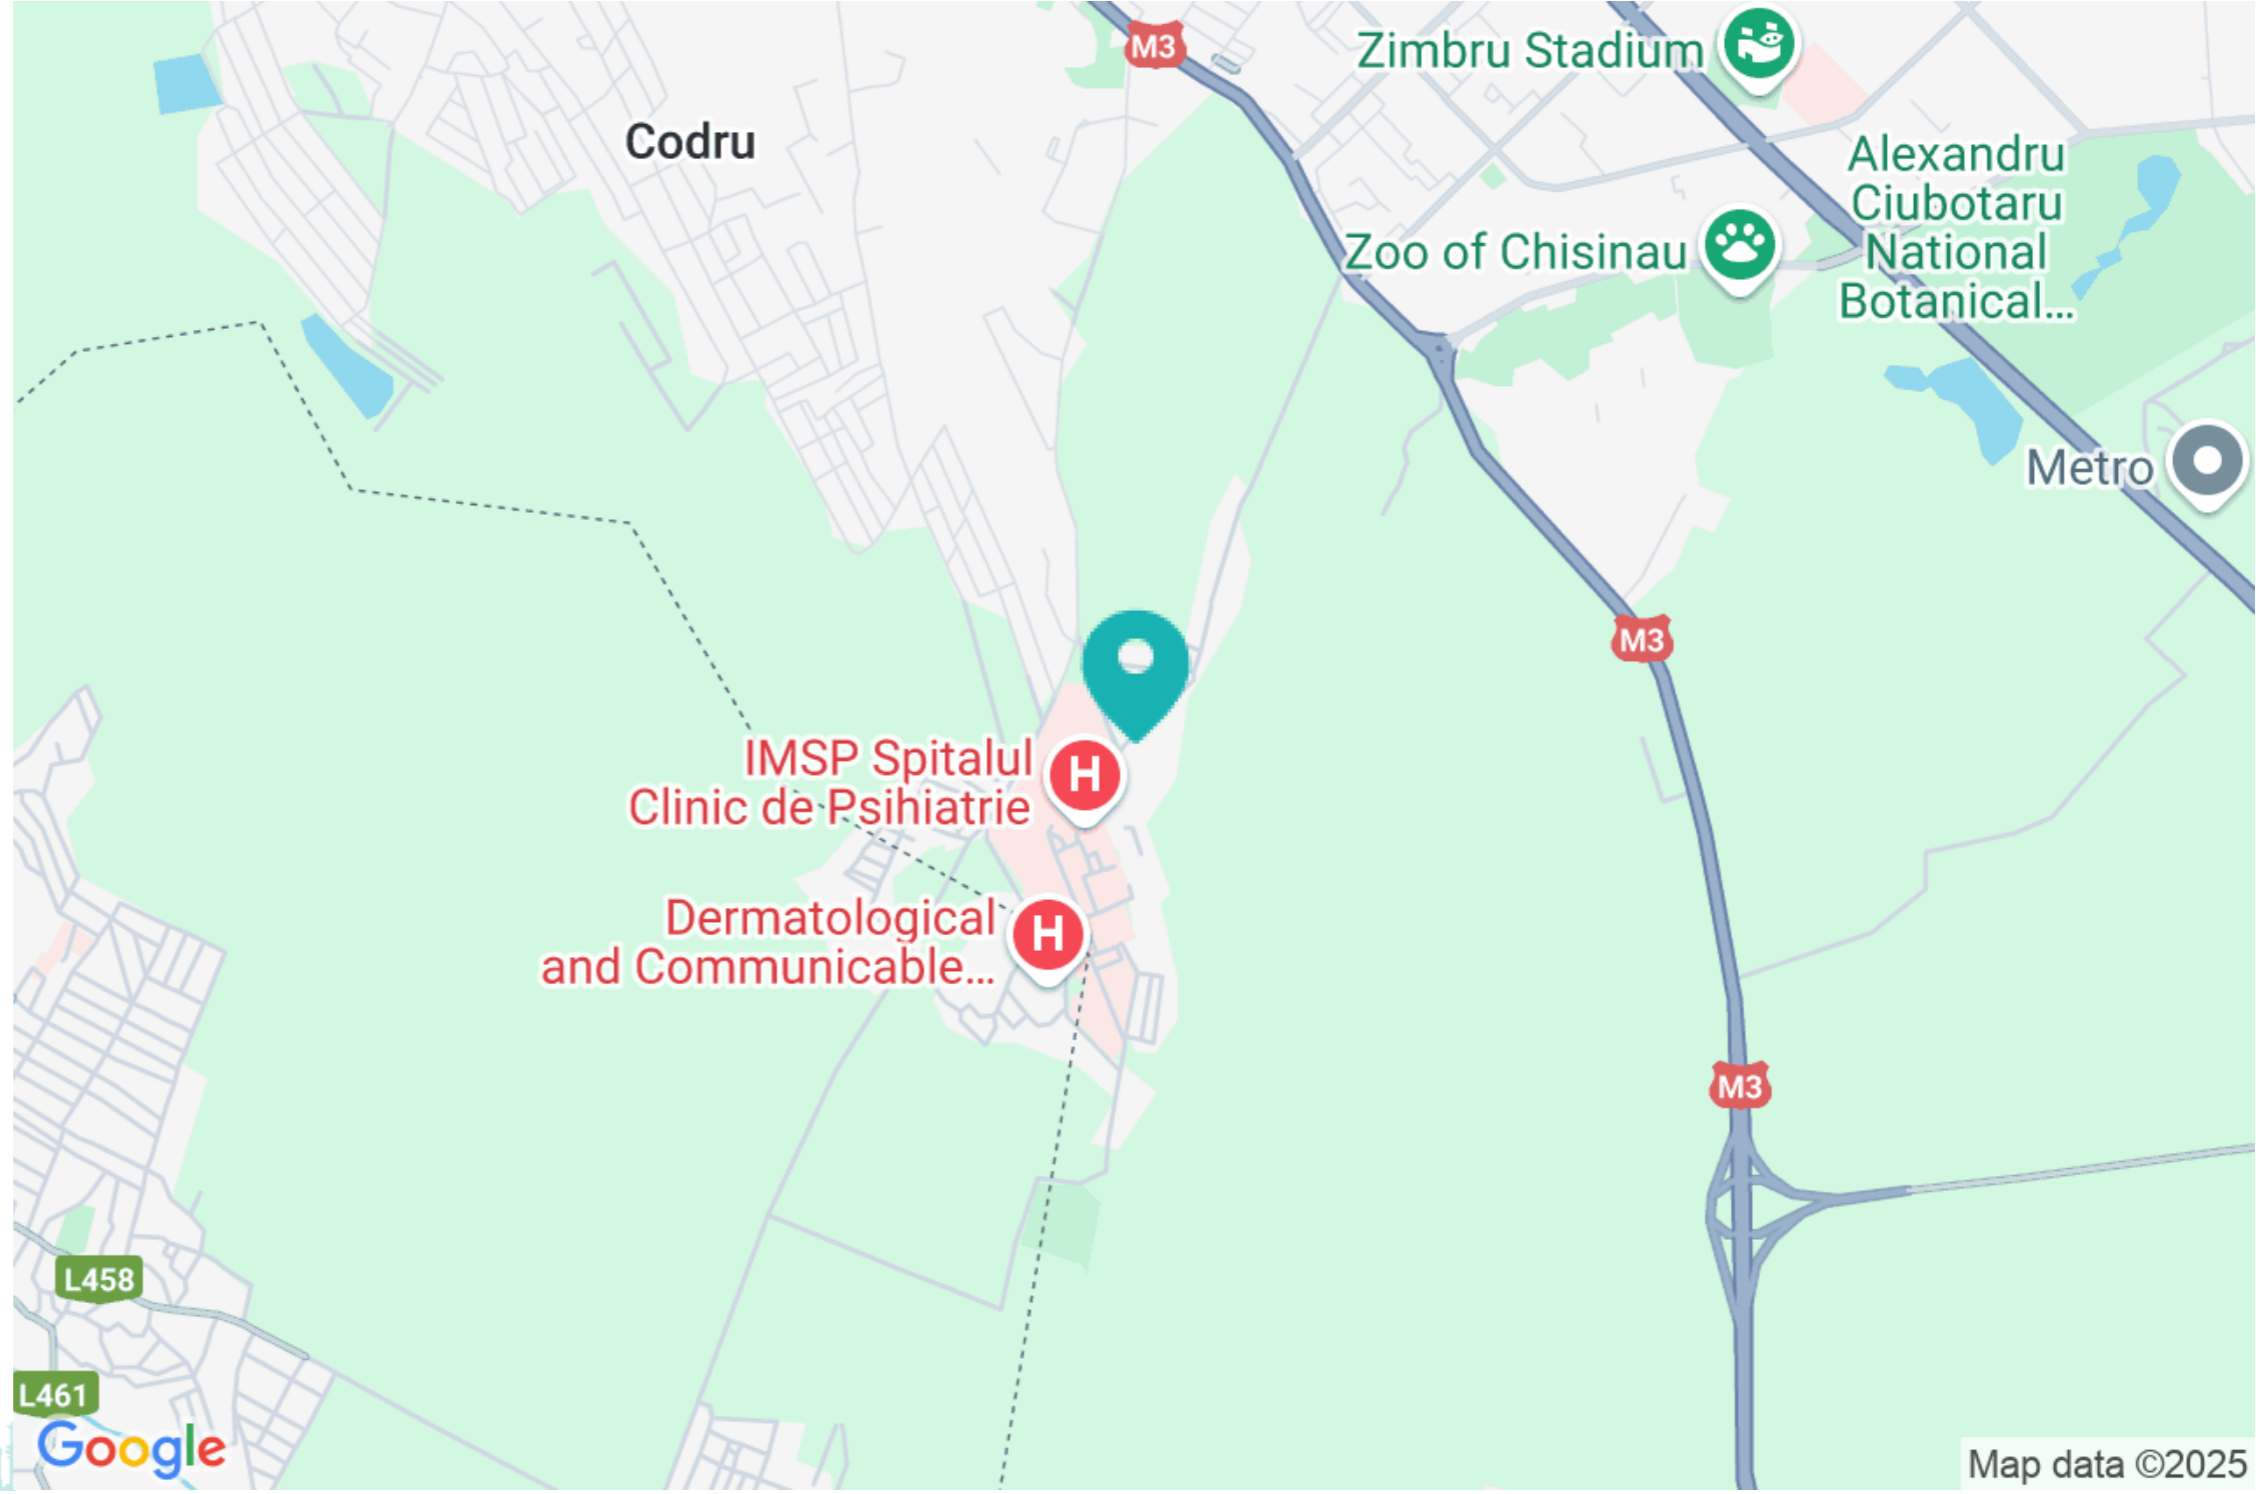 M3
Zimbru Stadium
Codru
Alexandru
Ciubotaru
National
Botanical...
Zoo of Chisinau
Metro
M3
IMSP Spitalul
Clinic de Psihiatrie
H
Dermatological
and Communicable...
H
M3
L458
L461
Google
Map data ©2025